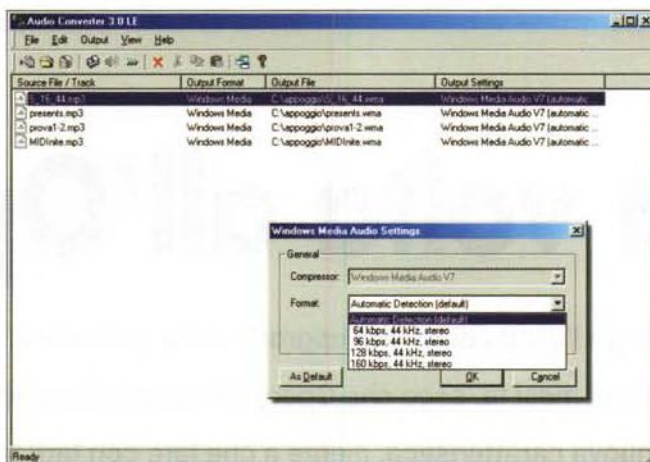 Audio Converter 3.0 LE
File Edit Output View Help
Source File / Track Output Format Output File Output Settings
5_16_44.mp3 Windows Media C:\appoggio\5_16_44.wma Windows Media Audio V7 (automatic ...
presents.mp3 Windows Media C:\appoggio\presents.wma Windows Media Audio V7 (automatic ...
prova1-2.mp3 Windows Media C:\appoggio\prova1-2.wma Windows Media Audio V7 (automatic ...
MIDInite.mp3 Windows Media C:\appoggio\MIDInite.wma Windows Media Audio V7 (automatic ...
Windows Media Audio Settings
General
Compressor: Windows Media Audio V7
Format: Automatic Detection (default)
Automatic Detection (default)
64 kbps, 44 kHz, stereo
96 kbps, 44 kHz, stereo
128 kbps, 44 kHz, stereo
160 kbps, 44 kHz, stereo
As Default OK Cancel
Ready